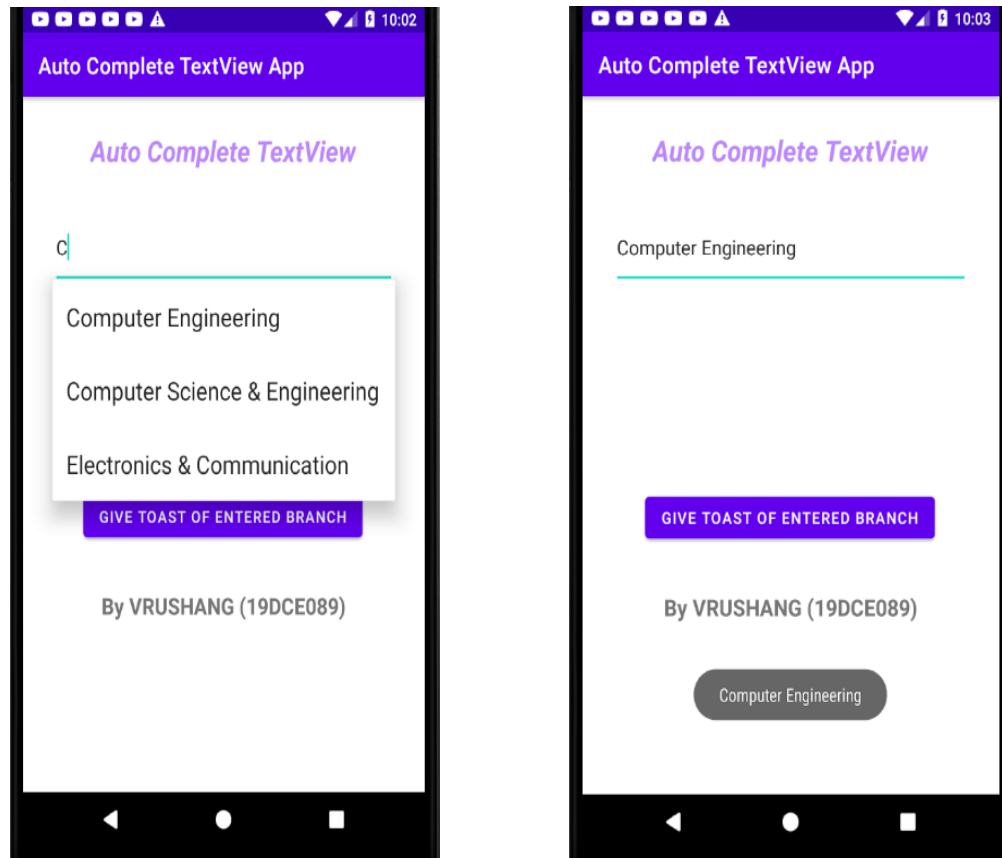 10:02
Auto Complete TextView App
Auto Complete TextView
C
Computer Engineering
Computer Science & Engineering
Electronics & Communication
GIVE TOAST OF ENTERED BRANCH
By VRUSHANG (19DCE089)
10:03
Auto Complete TextView App
Auto Complete TextView
Computer Engineering
GIVE TOAST OF ENTERED BRANCH
By VRUSHANG (19DCE089)
Computer Engineering